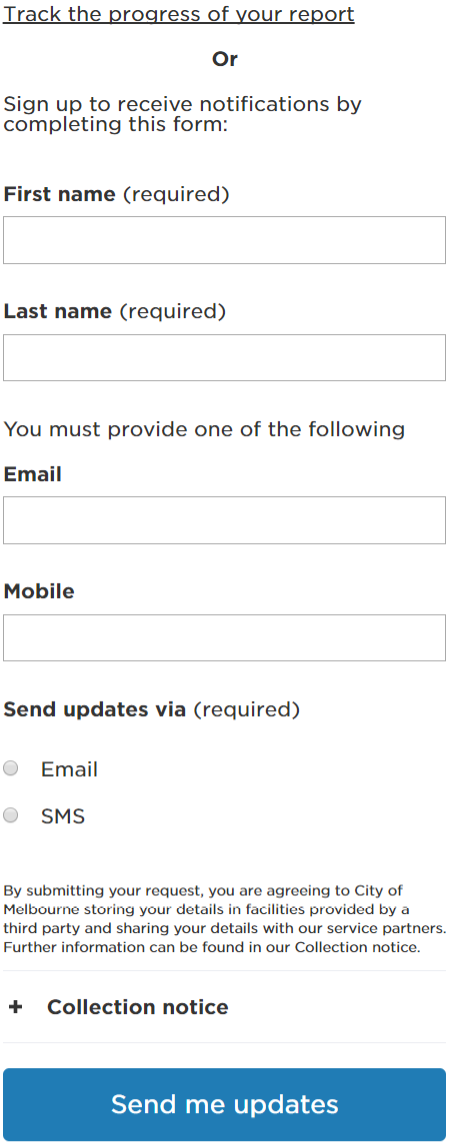 Track the progress of your report
Or
Sign up to receive notifications by
completing this form:
First name (required)
Last name (required)
You must provide one of the following
Email
Mobile
Send updates via (required)
Email
SMS
By submitting your request, you are agreeing to City of
Melbourne storing your details in facilities provided by a
third party and sharing your details with our service partners.
Further information can be found in our Collection notice.
+ Collection notice
Send me updates